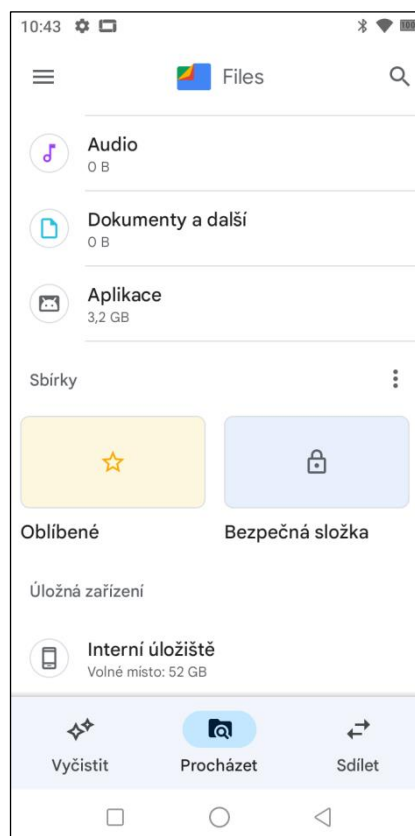 10:43
100
Files
Audio
0 B
Dokumenty a další
0 B
Aplikace
3,2 GB
Sbírky
Oblíbené
Bezpečná složka
Úložná zařízení
Interní úložiště
Volné místo: 52 GB
Vyčistit
Procházet
Sdílet